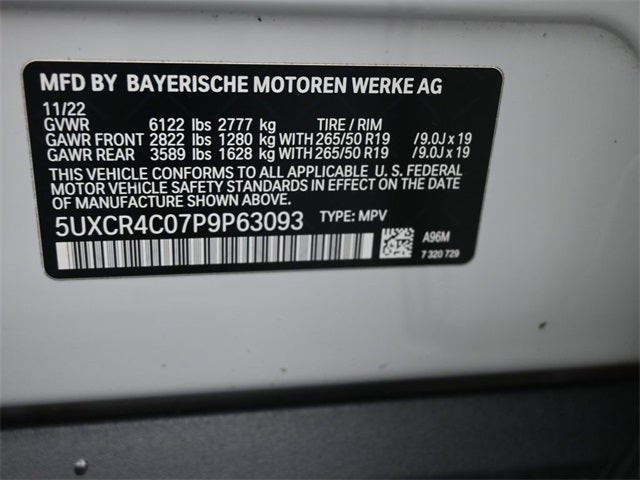 MFD BY BAYERISCHE MOTOREN WERKE AG
11/22
GVWR 6122 lbs 2777 kg TIRE / RIM
GAWR FRONT 2822 lbs 1280 kg WITH 265/50 R19 /9.0J x 19
GAWR REAR 3589 lbs 1628 kg WITH 265/50 R19 /9.0J x 19
THIS VEHICLE CONFORMS TO ALL APPLICABLE U. S. FEDERAL
MOTOR VEHICLE SAFETY STANDARDS IN EFFECT ON THE DATE
OF MANUFACTURE SHOWN ABOVE.
5UXCR4C07P9P63093 TYPE: MPV
A96M
7 320 729